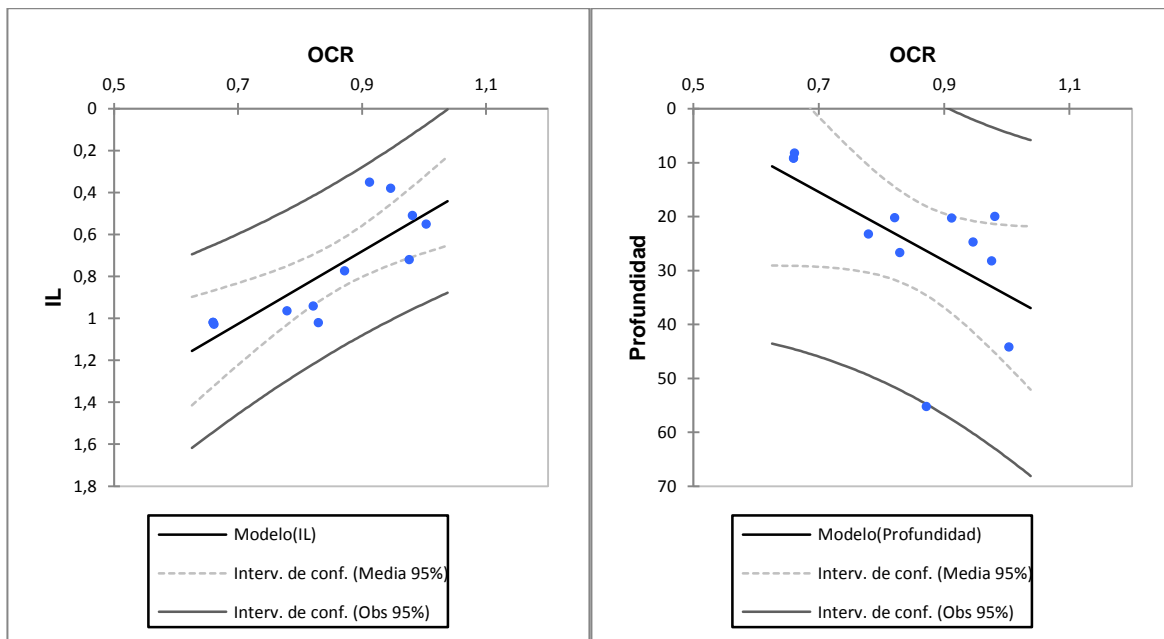 OCR
0,5 0,7 0,9 1,1
0
0,2
0,4
0,6
0,8
1
1,2
1,4
1,6
1,8
IL
Modelo(IL)
Interv. de conf. (Media 95%)
Interv. de conf. (Obs 95%)
OCR
0,5 0,7 0,9 1,1
0
10
20
30
40
50
60
70
Profundidad
Modelo(Profundidad)
Interv. de conf. (Media 95%)
Interv. de conf. (Obs 95%)